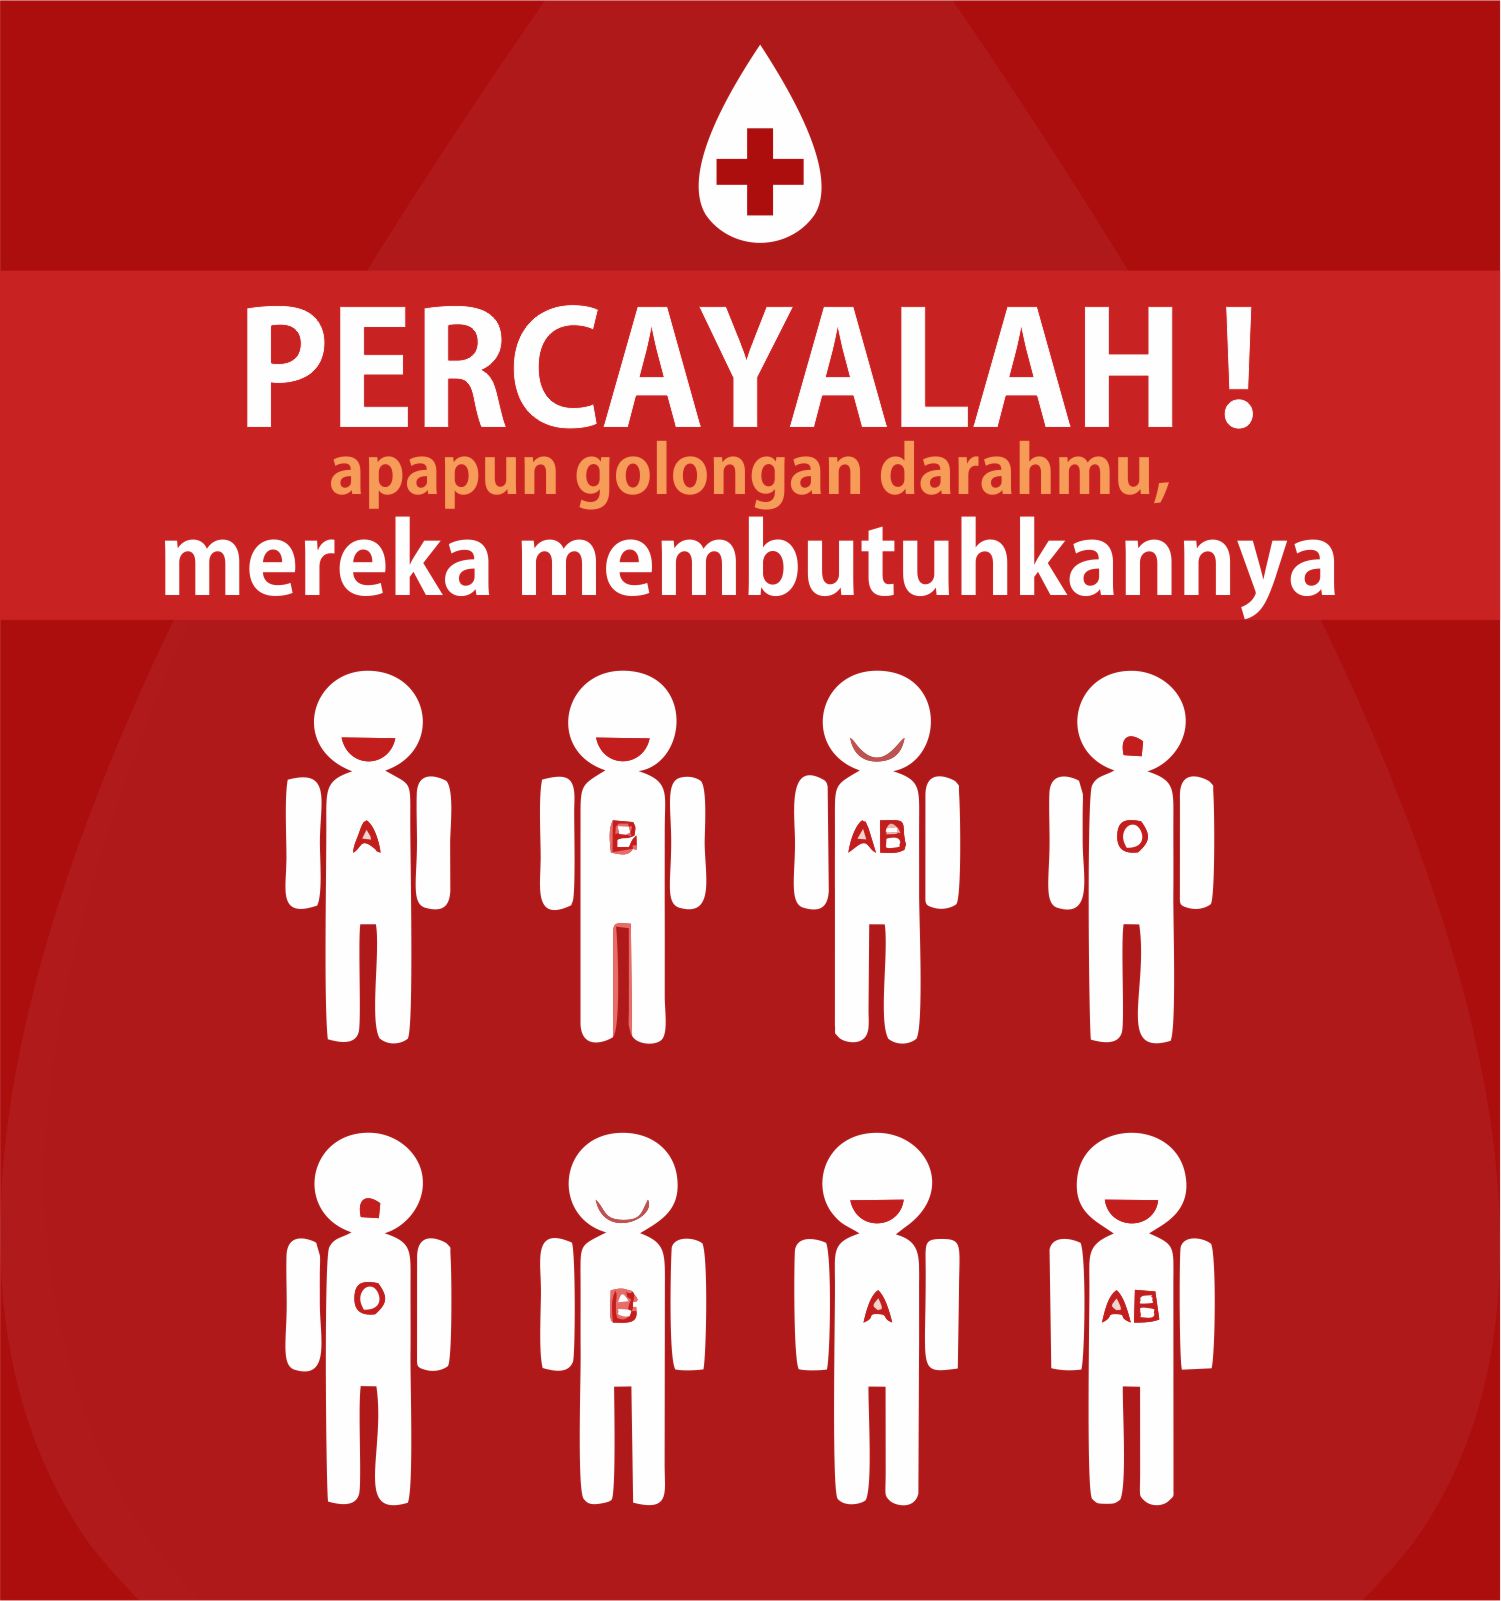 PERCAYALAH !
apapun golongan darahmu,
mereka membutuhkannya
A B AB O
O B A AB